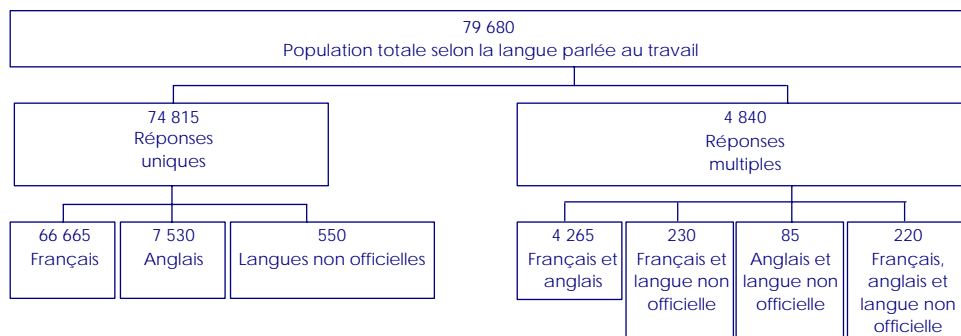 79 680
Population totale selon la langue parlée au travail
74 815
Réponses
uniques
4 840
Réponses
multiples
66 665
Français
7 530
Anglais
550
Langues non officielles
4 265
Français et
anglais
230
Français et
langue non
officielle
85
Anglais et
langue non
officielle
220
Français,
anglais et
langue non
officielle